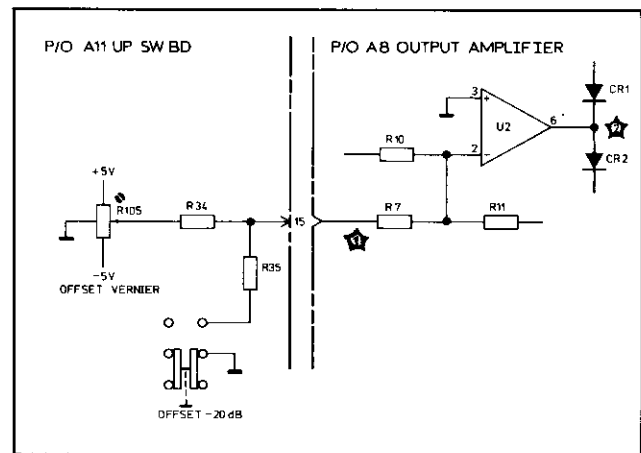 P/O A11 UP SW BD
P/O A8 OUTPUT AMPLIFIER
3
+
U2
6
2
−
CR1
CR2
R10
+5V
R105
R34
15
R7
R11
R35
-5V
OFFSET VERNIER
OFFSET -20 dB